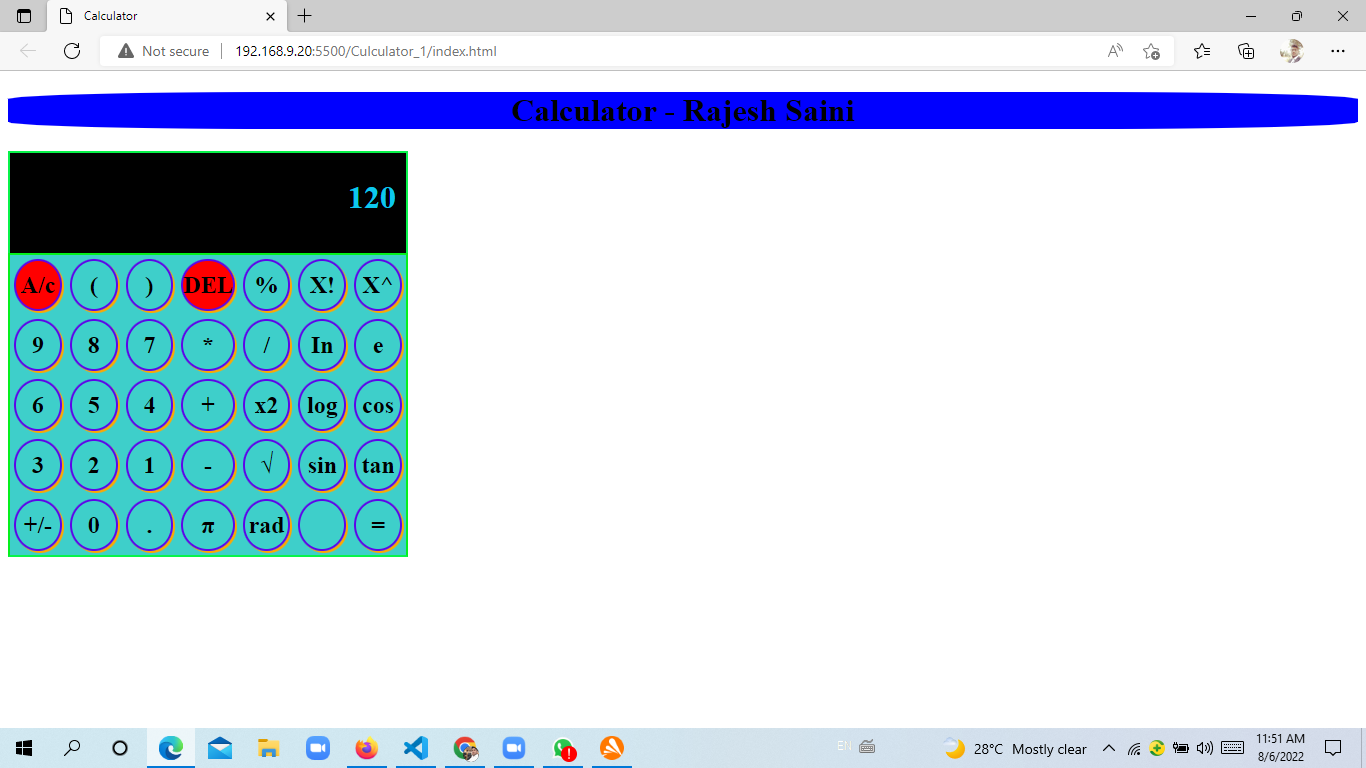 Calculator
Not secure 192.168.9.20:5500/Culculator_1/index.html
Calculator - Rajesh Saini
120
A/c ( ) DEL % X! X^
9 8 7 * / In e
6 5 4 + x2 log cos
3 2 1 - √ sin tan
+/- 0 . π rad =
EN 28°C Mostly clear 11:51 AM
8/6/2022